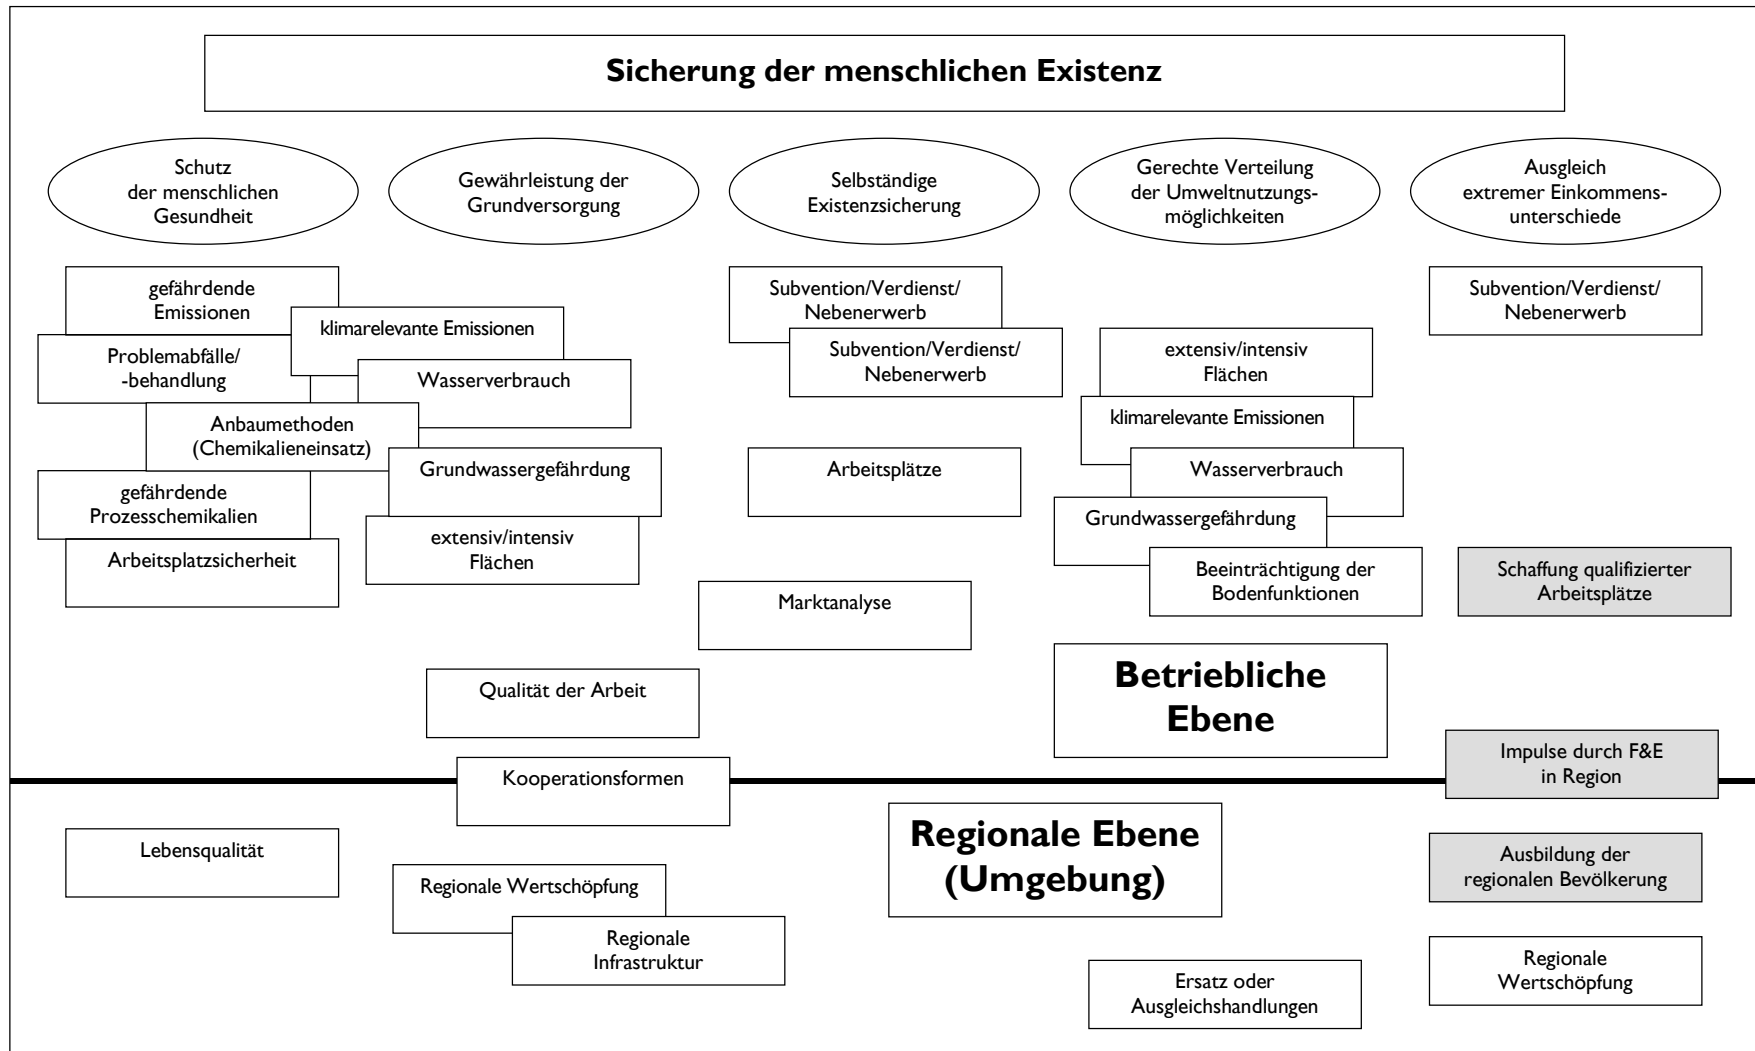 Sicherung der menschlichen Existenz
Schutz
der menschlichen
Gesundheit
Gewährleistung der
Grundversorgung
Selbständige
Existenzsicherung
Gerechte Verteilung
der Umweltnutzungs-
möglichkeiten
Ausgleich
extremer Einkommens-
unterschiede
gefährdende
Emissionen
klimarelevante Emissionen
Problemabfälle/
-behandlung
Wasserverbrauch
Anbaumethoden
(Chemikalieneinsatz)
Grundwassergefährdung
gefährdende
Prozesschemikalien
extensiv/intensiv
Flächen
Arbeitsplatzsicherheit
Subvention/Verdienst/
Nebenerwerb
Subvention/Verdienst/
Nebenerwerb
Arbeitsplätze
Marktanalyse
extensiv/intensiv
Flächen
klimarelevante Emissionen
Wasserverbrauch
Grundwassergefährdung
Beeinträchtigung der
Bodenfunktionen
Subvention/Verdienst/
Nebenerwerb
Schaffung qualifizierter
Arbeitsplätze
Qualität der Arbeit
Betriebliche
Ebene
Kooperationsformen
Impulse durch F&E
in Region
Regionale Ebene
(Umgebung)
Lebensqualität
Regionale Wertschöpfung
Regionale
Infrastruktur
Ausbildung der
regionalen Bevölkerung
Ersatz oder
Ausgleichshandlungen
Regionale
Wertschöpfung